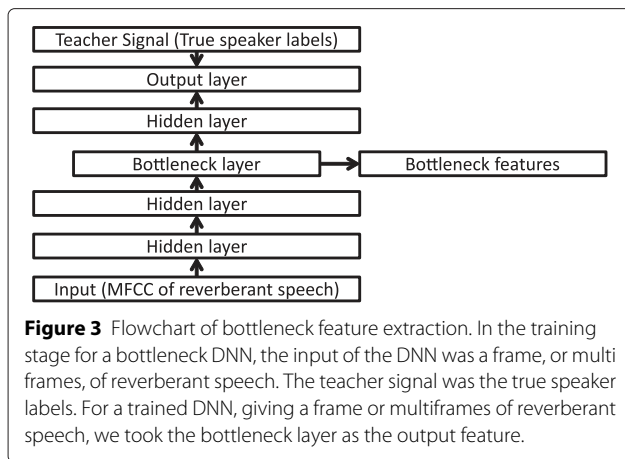 Teacher Signal (True speaker labels)
Output layer
Hidden layer
Bottleneck layer
Bottleneck features
Hidden layer
Hidden layer
Input (MFCC of reverberant speech)
Figure 3 Flowchart of bottleneck feature extraction. In the training
stage for a bottleneck DNN, the input of the DNN was a frame, or multi
frames, of reverberant speech. The teacher signal was the true speaker
labels. For a trained DNN, giving a frame or multiframes of reverberant
speech, we took the bottleneck layer as the output feature.